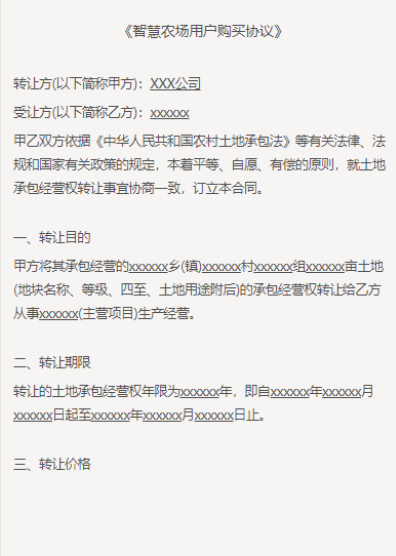 《智慧农场用户购买协议》
转让方(以下简称甲方)：XXX公司
受让方(以下简称乙方)：xxxxxx
甲乙双方依据《中华人民共和国农村土地承包法》等有关法律、法
规和国家有关政策的规定，本着平等、自愿、有偿的原则，就土地
承包经营权转让事宜协商一致，订立本合同。
一、转让目的
甲方将其承包经营的xxxxxx乡(镇)xxxxxx村xxxxxx组xxxxxx亩土地
(地块名称、等级、四至、土地用途附后)的承包经营权转让给乙方
从事xxxxxx(主营项目)生产经营。
二、转让期限
转让的土地承包经营权年限为xxxxxx年，即自xxxxxx年xxxxxx月
xxxxxx日起至xxxxxx年xxxxxx月xxxxxx日止。
三、转让价格